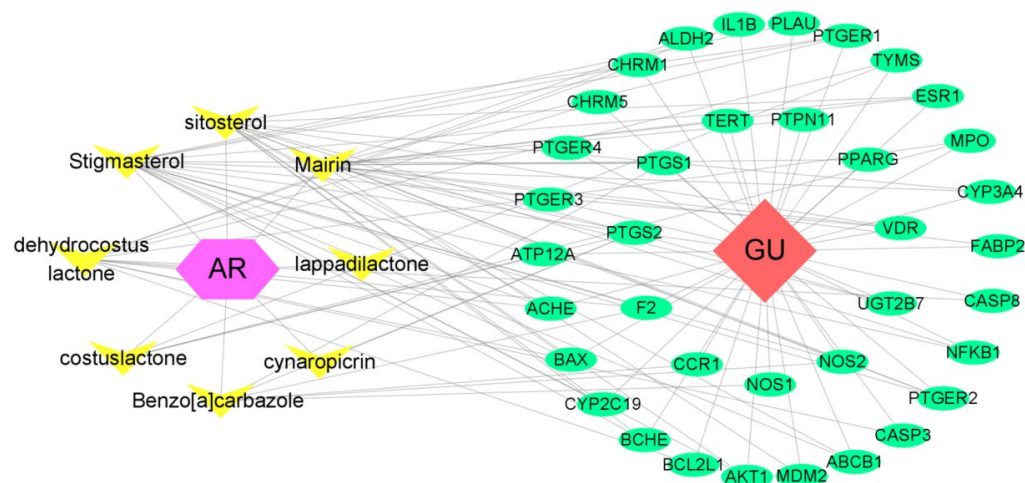 IL1B
PLAU
ALDH2
PTGER1
CHRM1
TYMS
CHRM5
ESR1
sitosterol
TERT
PTPN11
Stigmasterol
Mairin
PTGER4
PTGS1
PPARG
MPO
PTGER3
CYP3A4
dehydrocostus
lactone
PTGS2
VDR
AR
lappadilactone
ATP12A
GU
FABP2
ACHE
F2
UGT2B7
CASP8
costuslactone
cynaropicrin
BAX
CCR1
NOS2
NFKB1
NOS1
Benzo[a]carbazole
CYP2C19
PTGER2
BCHE
CASP3
BCL2L1
AKT1
MDM2
ABCB1